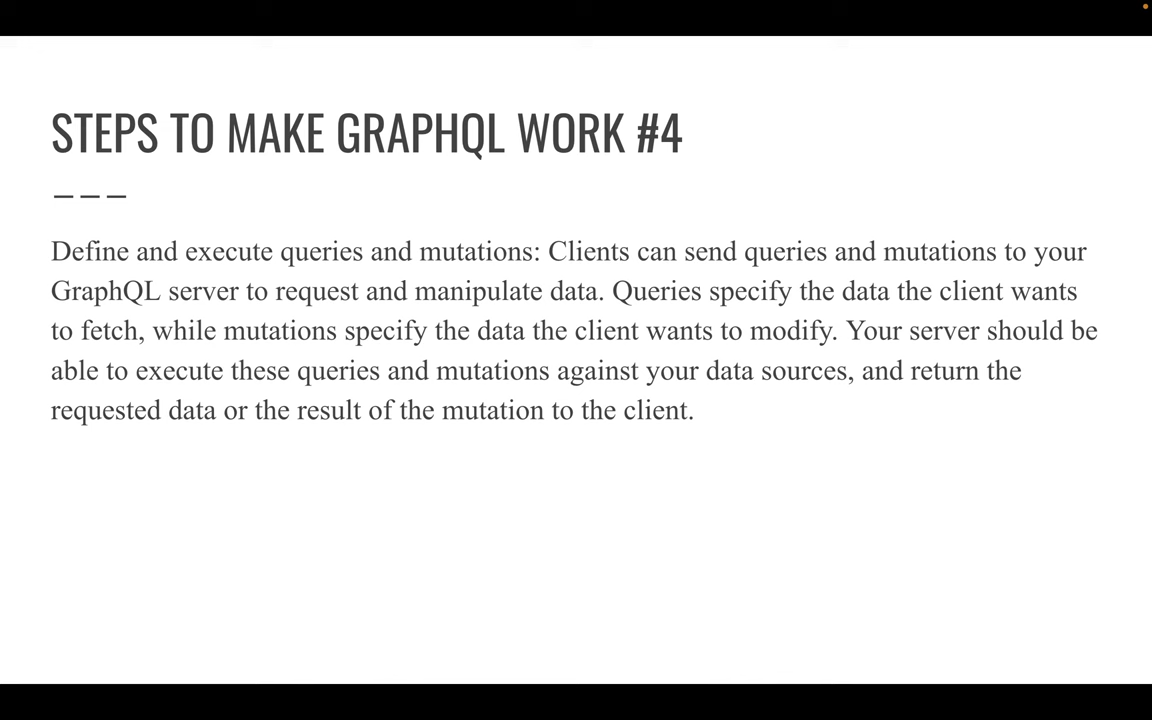 STEPS TO MAKE GRAPHQL WORK #4
Define and execute queries and mutations: Clients can send queries and mutations to your
GraphQL server to request and manipulate data. Queries specify the data the client wants
to fetch, while mutations specify the data the client wants to modify. Your server should be
able to execute these queries and mutations against your data sources, and return the
requested data or the result of the mutation to the client.